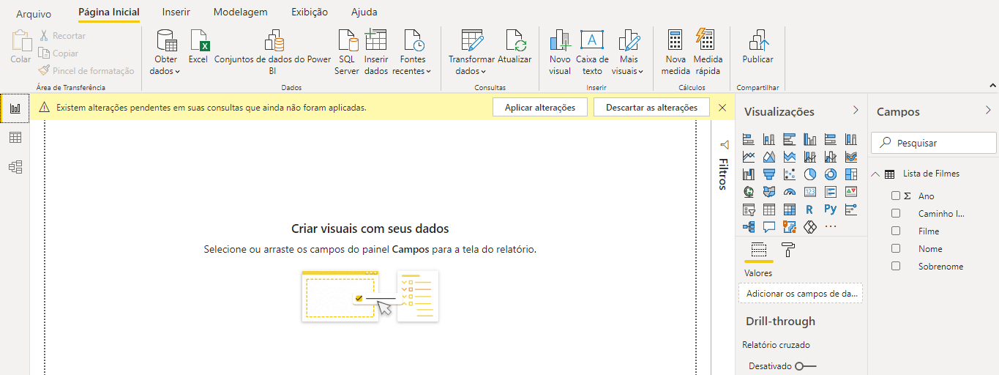 Arquivo
Página Inicial
Inserir
Modelagem
Exibição
Ajuda
Colar
Recortar
Copiar
Pincel de formatação
Área de Transferência
Obter
dados
Excel
Conjuntos de dados do Power
BI
SQL
Server
Inserir
dados
Fontes
recentes
Dados
Transformar
dados
Atualizar
Consultas
Novo
visual
Caixa de
texto
Mais
visuais
Inserir
Nova
medida
Medida
rápida
Cálculos
Publicar
Compartilhar
Existem alterações pendentes em suas consultas que ainda não foram aplicadas.
Aplicar alterações
Descartar as alterações
Criar visuais com seus dados
Selecione ou arraste os campos do painel Campos para a tela do relatório.
Filtros
Visualizações
123
R
Py
Valores
Adicionar os campos de da...
Drill-through
Relatório cruzado
Desativado
Campos
Pesquisar
Lista de Filmes
Σ Ano
Caminho I...
Filme
Nome
Sobrenome